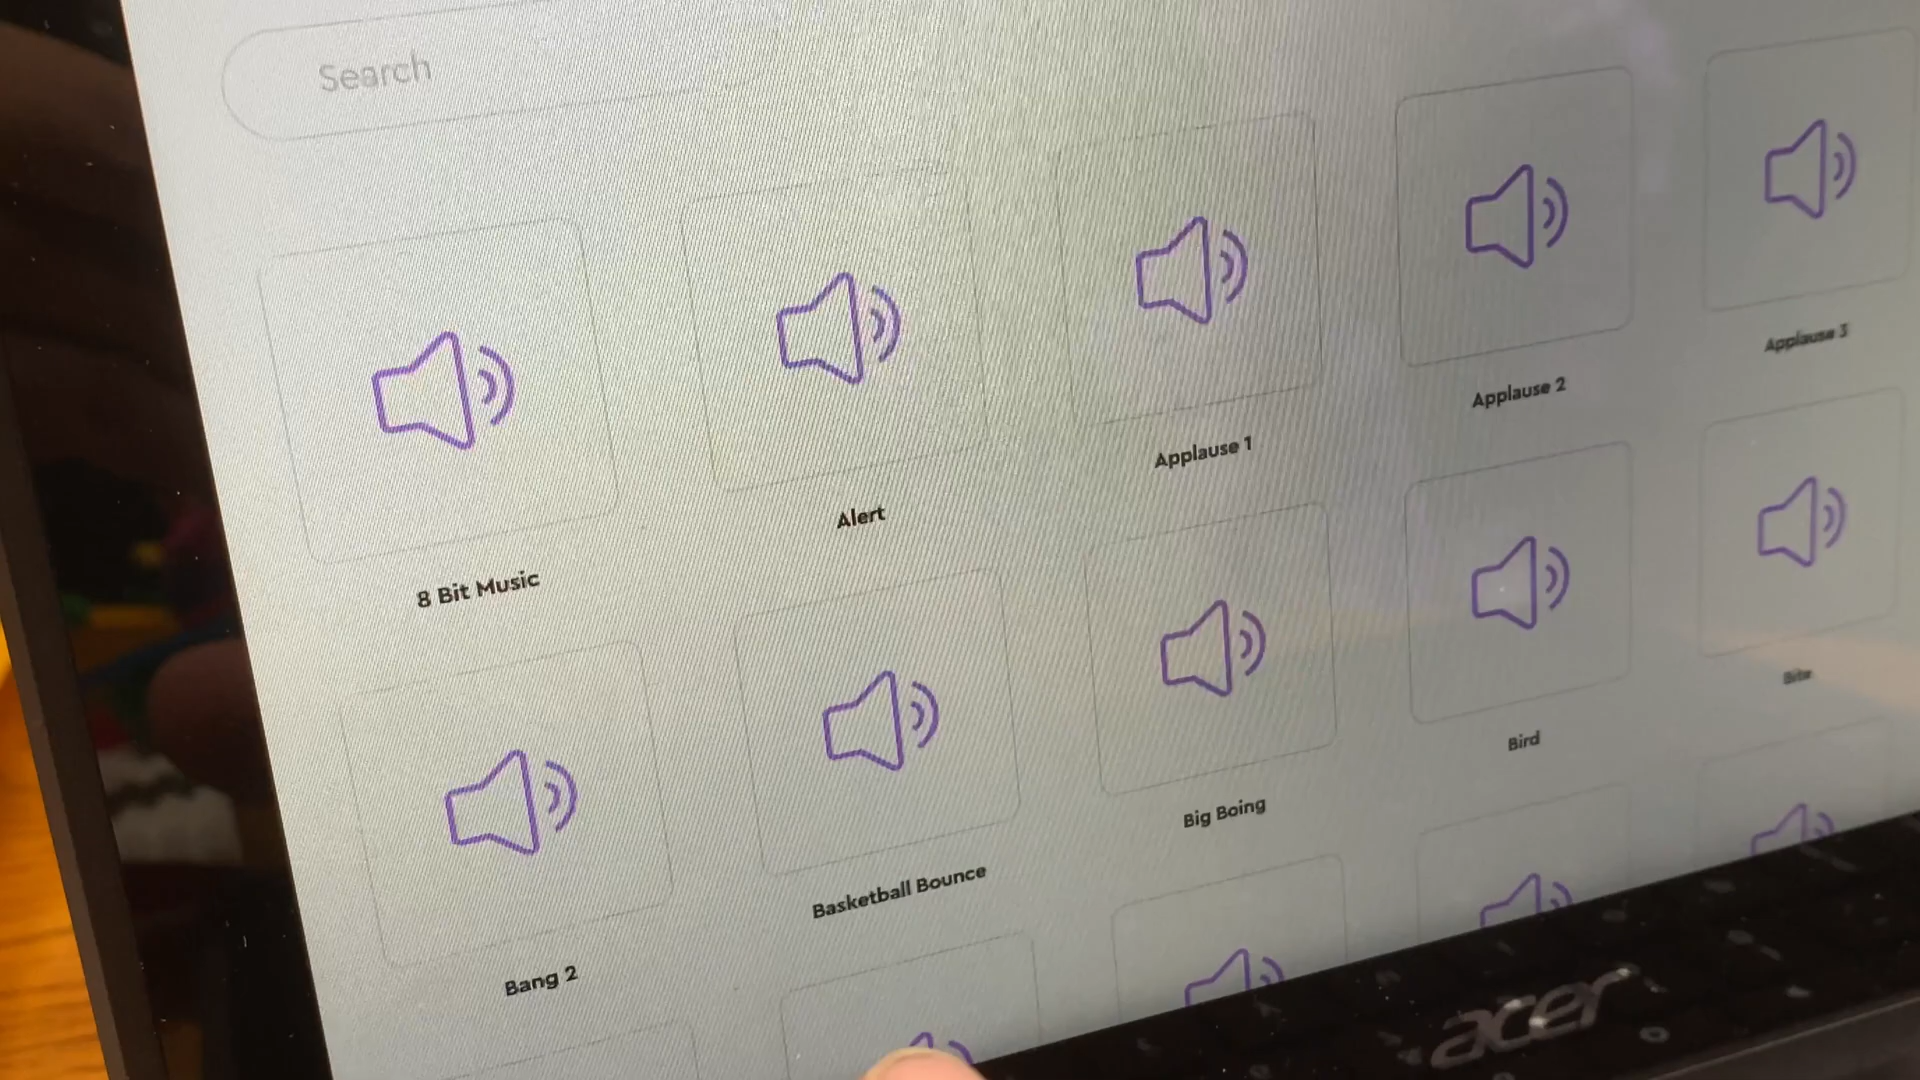 Search
8 Bit Music
Alert
Applause 1
Applause 2
Applause 3
Bang 2
Basketball Bounce
Big Boing
Bird
Bite
acer